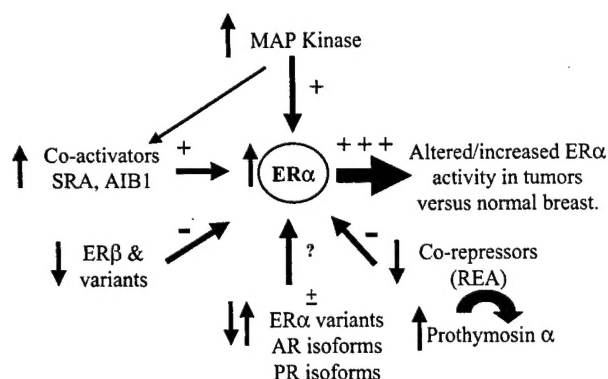 MAP Kinase
+
Co-activators
SRA, AIB1
+
ERα
+++
Altered/increased ERα
activity in tumors
versus normal breast.
ERβ &
variants
-
?
±
ERα variants
AR isoforms
PR isoforms
-
Co-repressors
(REA)
Prothymosin α